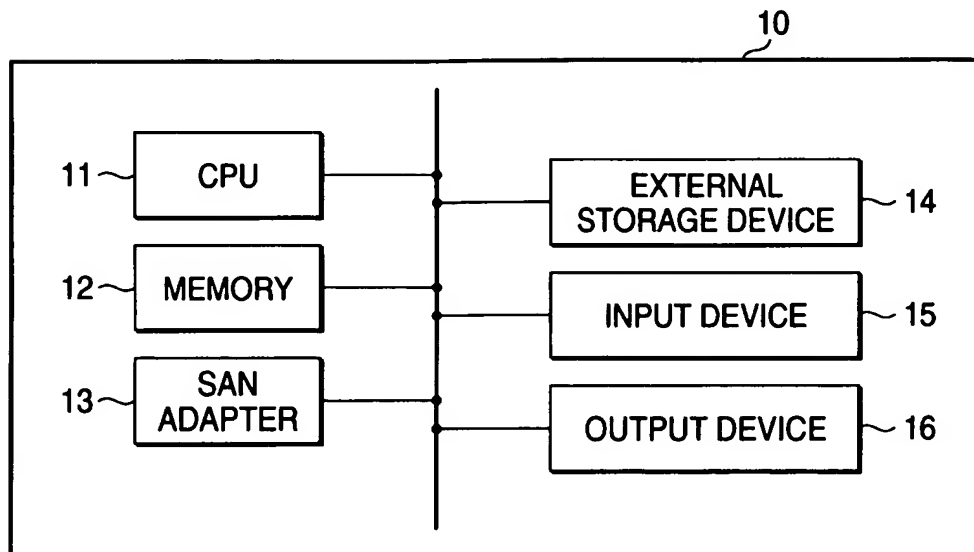 10
11
CPU
12
MEMORY
13
SAN
ADAPTER
EXTERNAL
STORAGE DEVICE
14
INPUT DEVICE
15
OUTPUT DEVICE
16